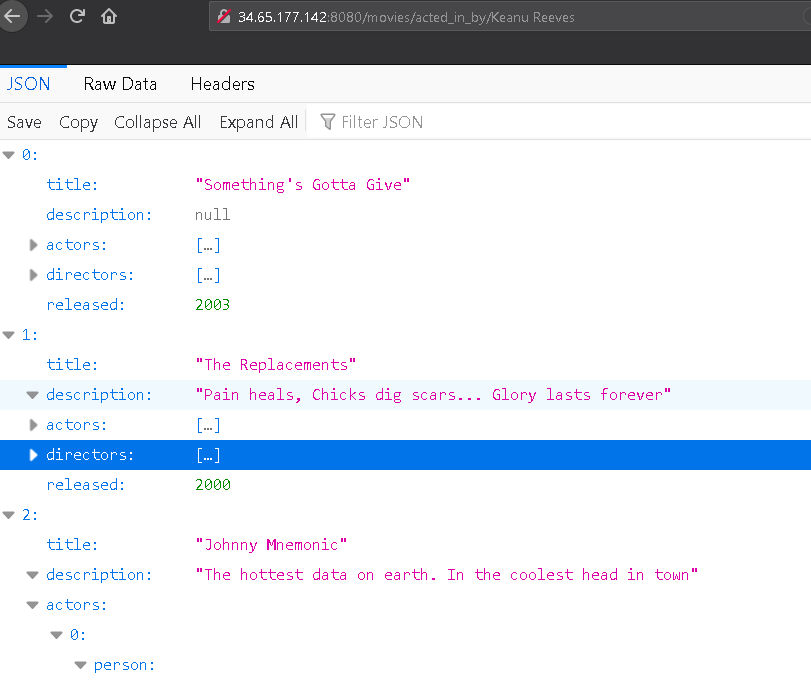 34.65.177.142:8080/movies/acted_in_by/Keanu Reeves
JSON Raw Data Headers
Save Copy Collapse All Expand All Filter JSON
0:
title: "Something's Gotta Give"
description: null
actors: […]
directors: […]
released: 2003
1:
title: "The Replacements"
description: "Pain heals, Chicks dig scars... Glory lasts forever"
actors: […]
directors: […]
released: 2000
2:
title: "Johnny Mnemonic"
description: "The hottest data on earth. In the coolest head in town"
actors:
0:
person: